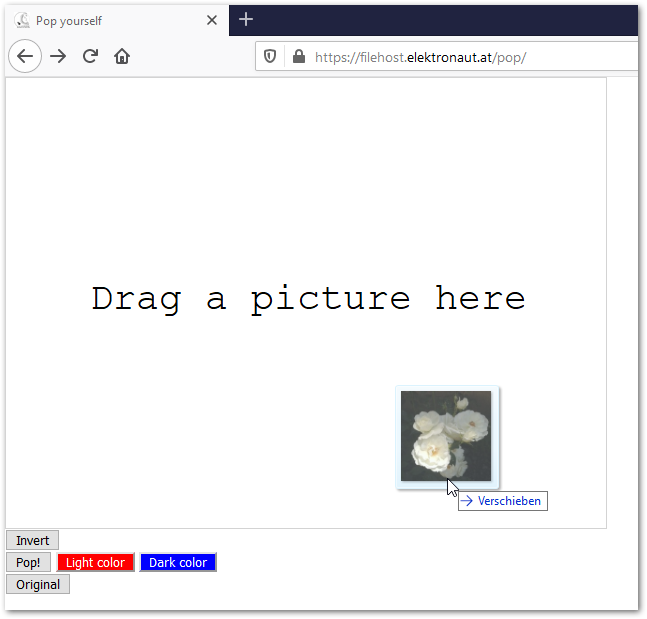 Pop yourself
https://filehost.elektronaut.at/pop/
Drag a picture here
Verschieben
Invert
Pop! Light color Dark color
Original